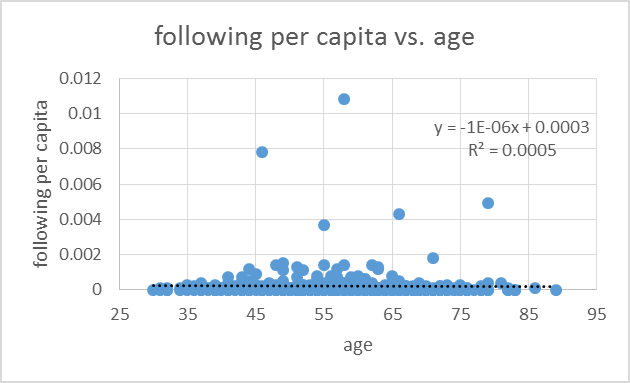 following per capita vs. age
following per capita
0.012
0.01
0.008
0.006
0.004
0.002
0
y = -1E-06x + 0.0003
R² = 0.0005
25 35 45 55 65 75 85 95
age